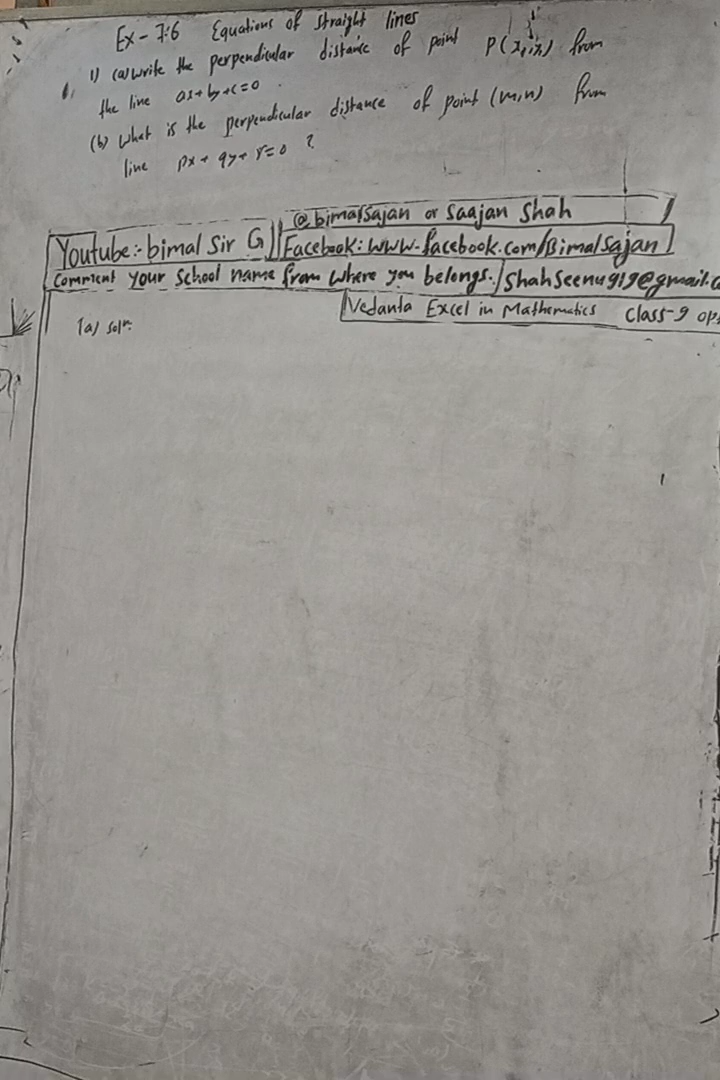 Ex - 7.6 Equations of straight lines
1) (a) write the perpendicular distance of point from
the line ax+by+c=0.
(b) What is the perpendicular distance of point (m,n) from
line px + qy + r=0 ?
@bimalsajan or Saajan Shah
Youtube:- bimal Sir G Facebook: www.facebook.com/Bimalsajan
Comment your School name from where you belongs./
Vedanta Excel in Mathematics Class-9
1a) solⁿ: